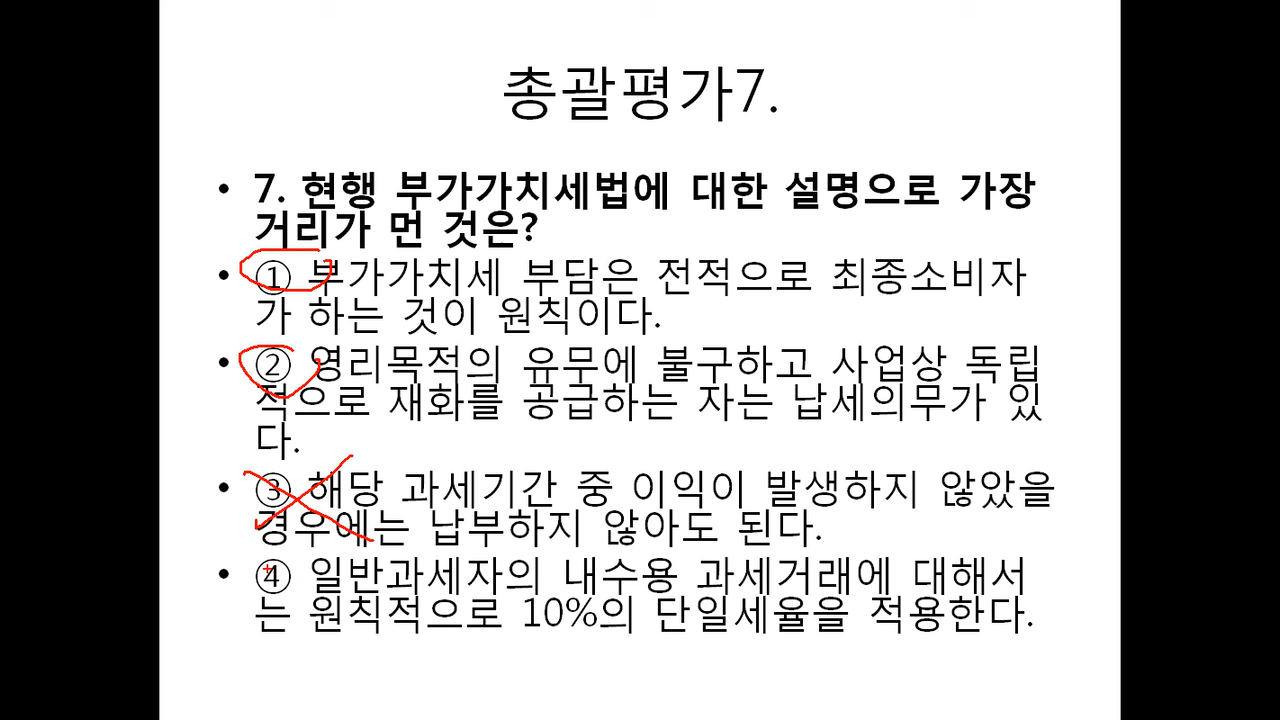 총괄평가7.
• 7. 현행 부가가치세법에 대한 설명으로 가장
거리가 먼 것은?
• ① 부가가치세 부담은 전적으로 최종소비자
가 하는 것이 원칙이다.
• ② 영리목적의 유무에 불구하고 사업상 독립
적으로 재화를 공급하는 자는 납세의무가 있
다.
• ③ 해당 과세기간 중 이익이 발생하지 않았을
경우에는 납부하지 않아도 된다.
• ④ 일반과세자의 내수용 과세거래에 대해서
는 원칙적으로 10%의 단일세율을 적용한다.